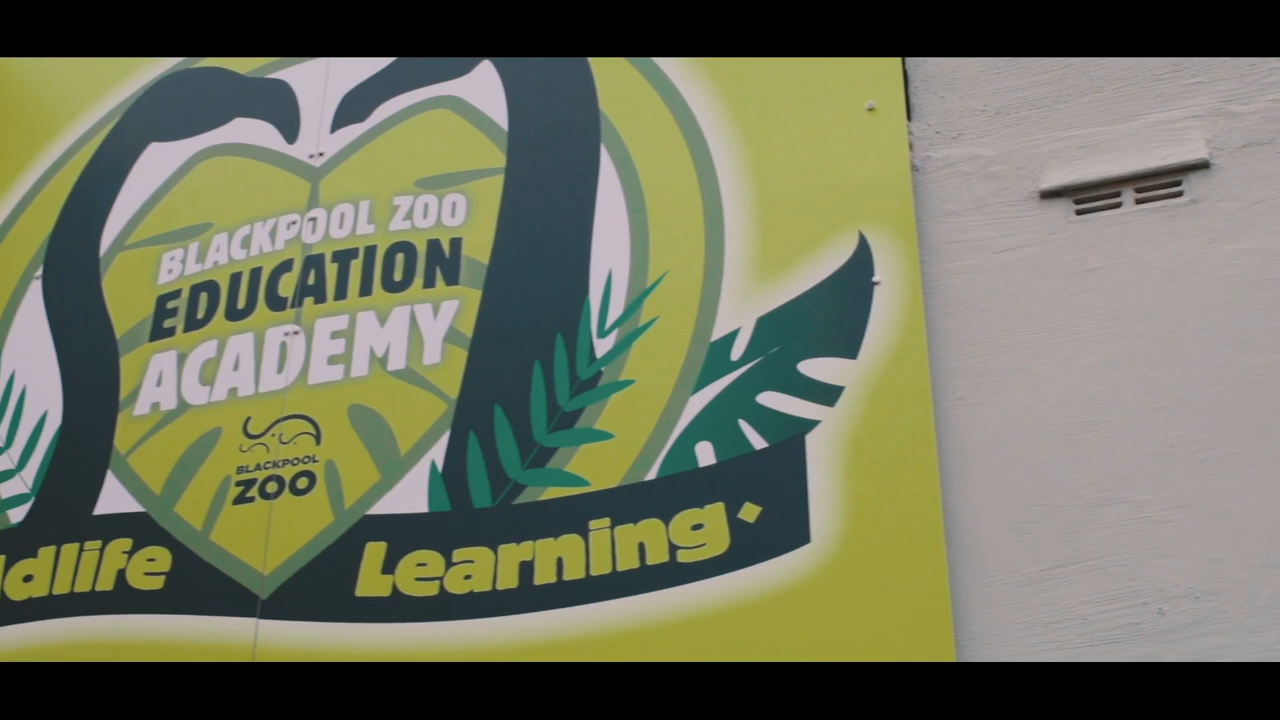 BLACKPOOL ZOO
EDUCATION
ACADEMY
BLACKPOOL
ZOO
Learning